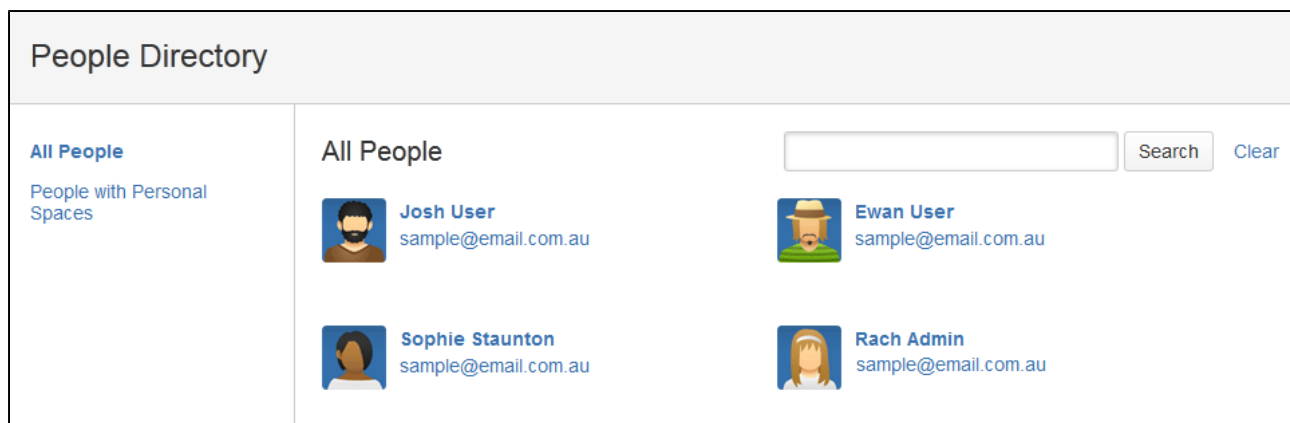 People Directory
All People
People with Personal
Spaces
All People
Search
Clear
Josh User
sample@email.com.au
Ewan User
sample@email.com.au
Sophie Staunton
sample@email.com.au
Rach Admin
sample@email.com.au